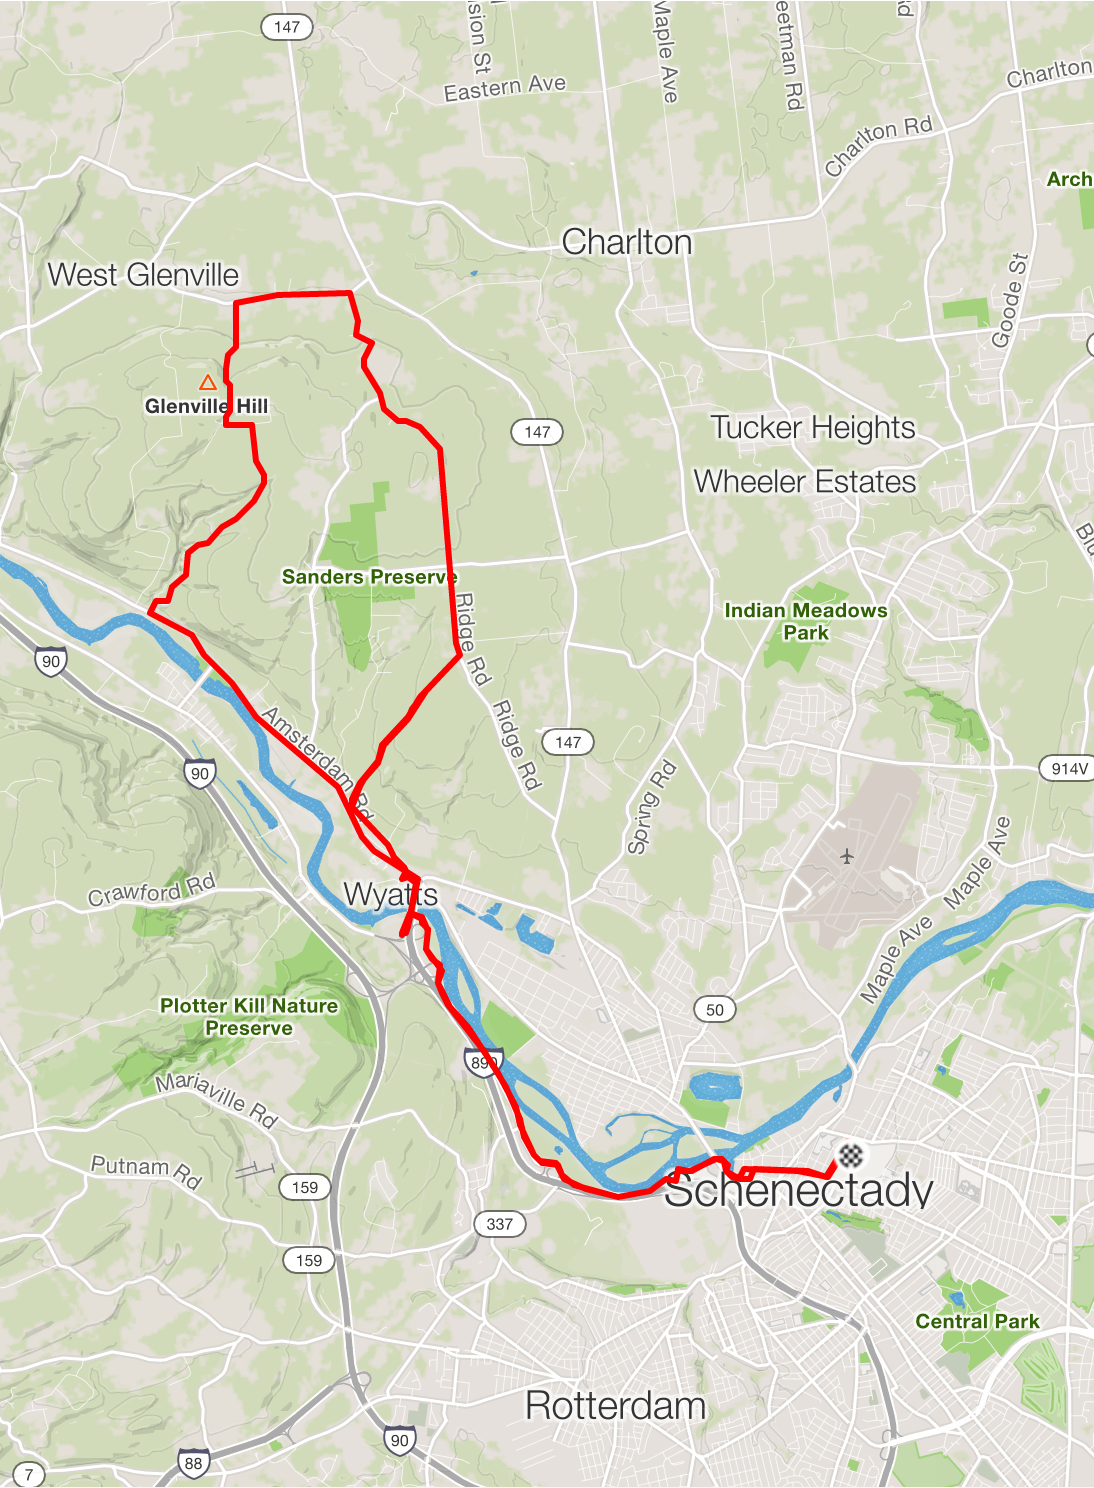 147
sion St
Maple Ave
eetman Rd
Eastern Ave
Charlton
Charlton Rd
Arch
Charlton
West Glenville
Goode St
Glenville Hill
147
Tucker Heights
Wheeler Estates
Blu
Sanders Preserve
Ridge Rd
Indian Meadows
Park
90
Ridge Rd
Amsterdam Rd
147
90
914V
Spring Rd
Maple Ave
Crawford Rd
Wyatts
Maple Ave
Plotter Kill Nature
Preserve
50
890
Mariaville Rd
Putnam Rd
159
Schenectady
337
159
Central Park
Rotterdam
90
88
7